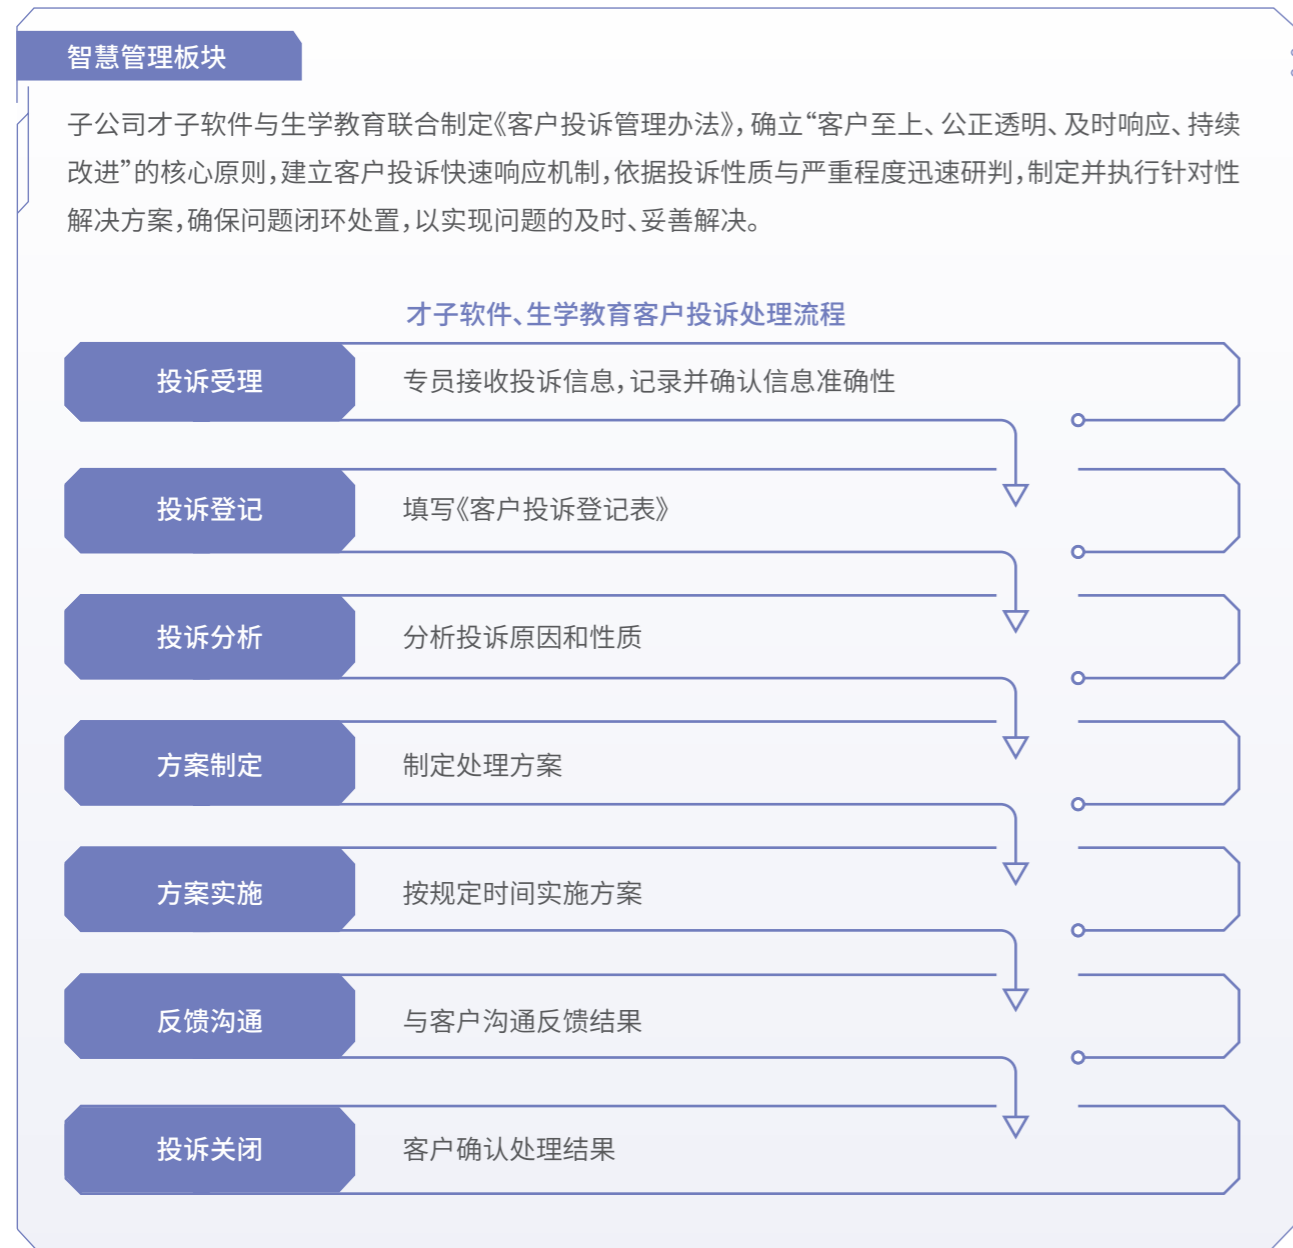 智慧管理板块
子公司才子软件与生学教育联合制定《客户投诉管理办法》，确立“客户至上、公正透明、及时响应、持续
改进”的核心原则，建立客户投诉快速响应机制，依据投诉性质与严重程度迅速研判，制定并执行针对性
解决方案，确保问题闭环处置，以实现问题的及时、妥善解决。
才子软件、生学教育客户投诉处理流程
投诉受理 专员接收投诉信息，记录并确认信息准确性
投诉登记 填写《客户投诉登记表》
投诉分析 分析投诉原因和性质
方案制定 制定处理方案
方案实施 按规定时间实施方案
反馈沟通 与客户沟通反馈结果
投诉关闭 客户确认处理结果